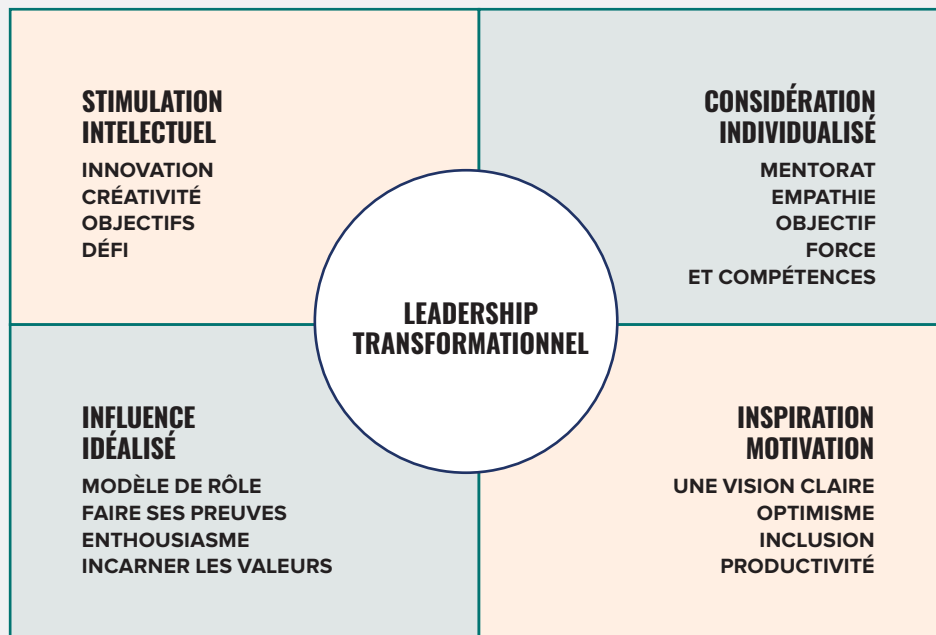 STIMULATION
INTELECTUEL
INNOVATION
CRÉATIVITÉ
OBJECTIFS
DÉFI
CONSIDÉRATION
INDIVIDUALISÉ
MENTORAT
EMPATHIE
OBJECTIF
FORCE
ET COMPÉTENCES
LEADERSHIP
TRANSFORMATIONNEL
INFLUENCE
IDÉALISÉ
MODÈLE DE RÔLE
FAIRE SES PREUVES
ENTHOUSIASME
INCARNER LES VALEURS
INSPIRATION
MOTIVATION
UNE VISION CLAIRE
OPTIMISME
INCLUSION
PRODUCTIVITÉ